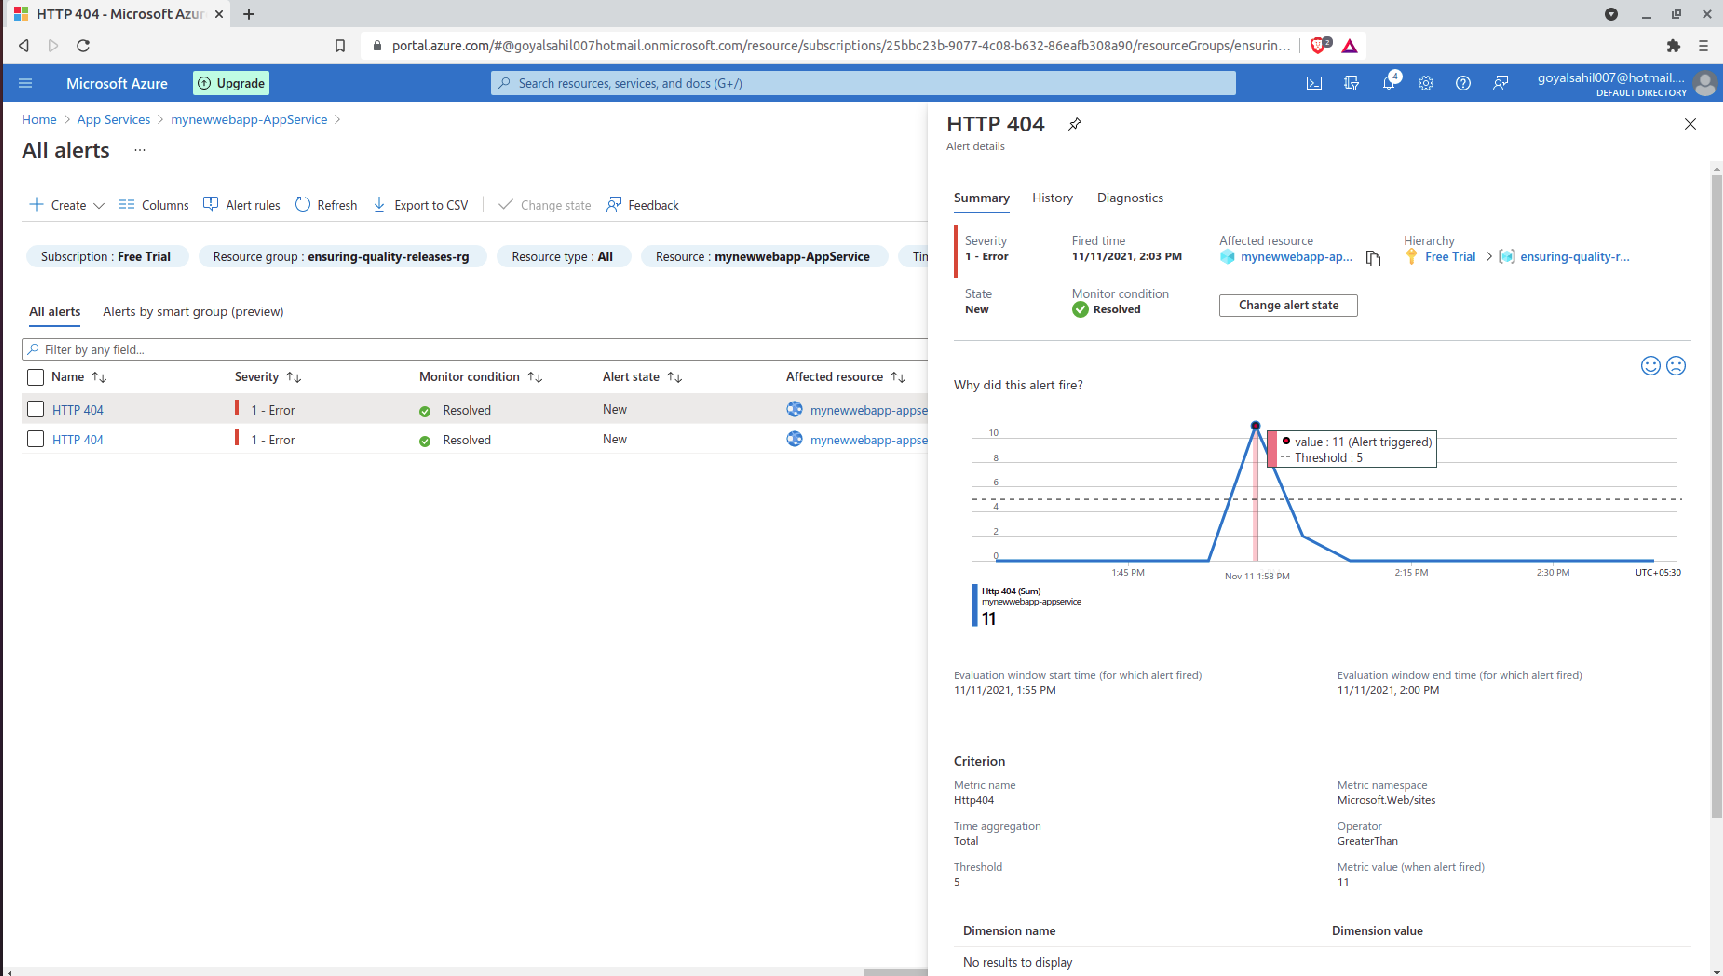 HTTP 404 - Microsoft Azur
portal.azure.com/#@goyalsahil007hotmail.onmicrosoft.com/resource/subscriptions/25bbc23b-9077-4c08-b632-86eafb308a90/resourceGroups/ensurin...
2
Microsoft Azure
Upgrade
Search resources, services, and docs (G+/)
4
goyalsahil007@hotmail....
DEFAULT DIRECTORY
Home > App Services > mynewwebapp-AppService >
All alerts ...
Create
Columns
Alert rules
Refresh
Export to CSV
Change state
Feedback
Subscription : Free Trial
Resource group : ensuring-quality-releases-rg
Resource type : All
Resource : mynewwebapp-AppService
Tin
All alerts
Alerts by smart group (preview)
Filter by any field...
Name ↑↓ Severity ↑↓ Monitor condition ↑↓ Alert state ↑↓ Affected resource ↑↓
HTTP 404 1 - Error Resolved New mynewwebapp-appse
HTTP 404 1 - Error Resolved New mynewwebapp-appse
HTTP 404
Alert details
Summary History Diagnostics
Severity
1 - Error
Fired time
11/11/2021, 2:03 PM
Affected resource
mynewwebapp-ap...
Hierarchy
Free Trial > ensuring-quality-r...
State
New
Monitor condition
Resolved
Change alert state
Why did this alert fire?
10
8
6
4
2
0
value : 11 (Alert triggered)
Threshold : 5
1:45 PM
Nov 11 1:53 PM
2:15 PM
2:30 PM
UTC+05:30
Http 404 (Sum)
mynewwebapp-appservice
11
Evaluation window start time (for which alert fired)
11/11/2021, 1:55 PM
Evaluation window end time (for which alert fired)
11/11/2021, 2:00 PM
Criterion
Metric name
Http404
Metric namespace
Microsoft.Web/sites
Time aggregation
Total
Operator
GreaterThan
Threshold
5
Metric value (when alert fired)
11
Dimension name Dimension value
No results to display